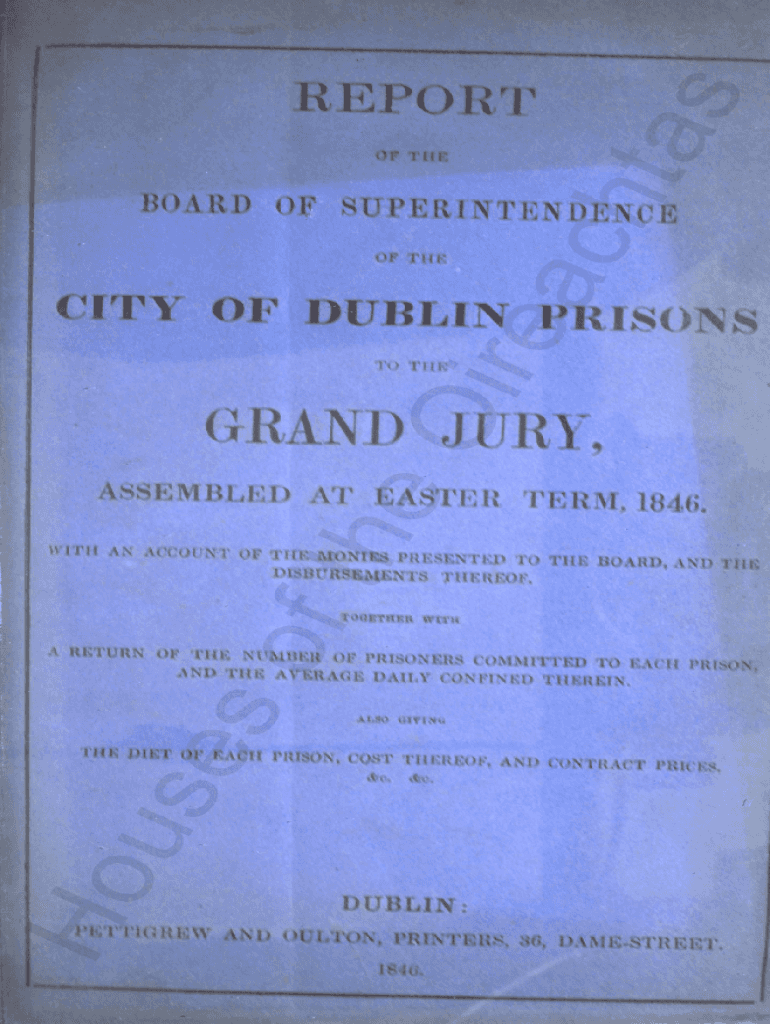 REPORT
OF THE
BOARD OF SUPERINTENDENCE
OF THE
CITY OF DUBLIN PRISONS
TO THE
GRAND JURY,
ASSEMBLED AT EASTER TERM, 1846.
WITH AN ACCOUNT OF THE MONIES PRESENTED TO THE BOARD, AND THE
DISBURSEMENTS THEREOF,
TOGETHER WITH
A RETURN OF THE NUMBER OF PRISONERS COMMITTED TO EACH PRISON,
AND THE AVERAGE DAILY CONFINED THEREIN.
ALSO GIVING
THE DIET OF EACH PRISON, COST THEREOF, AND CONTRACT PRICES,
&c. &c.
DUBLIN:
PETTIGREW AND OULTON, PRINTERS, 36, DAME-STREET.
1846.
Houses of the Oireachtas